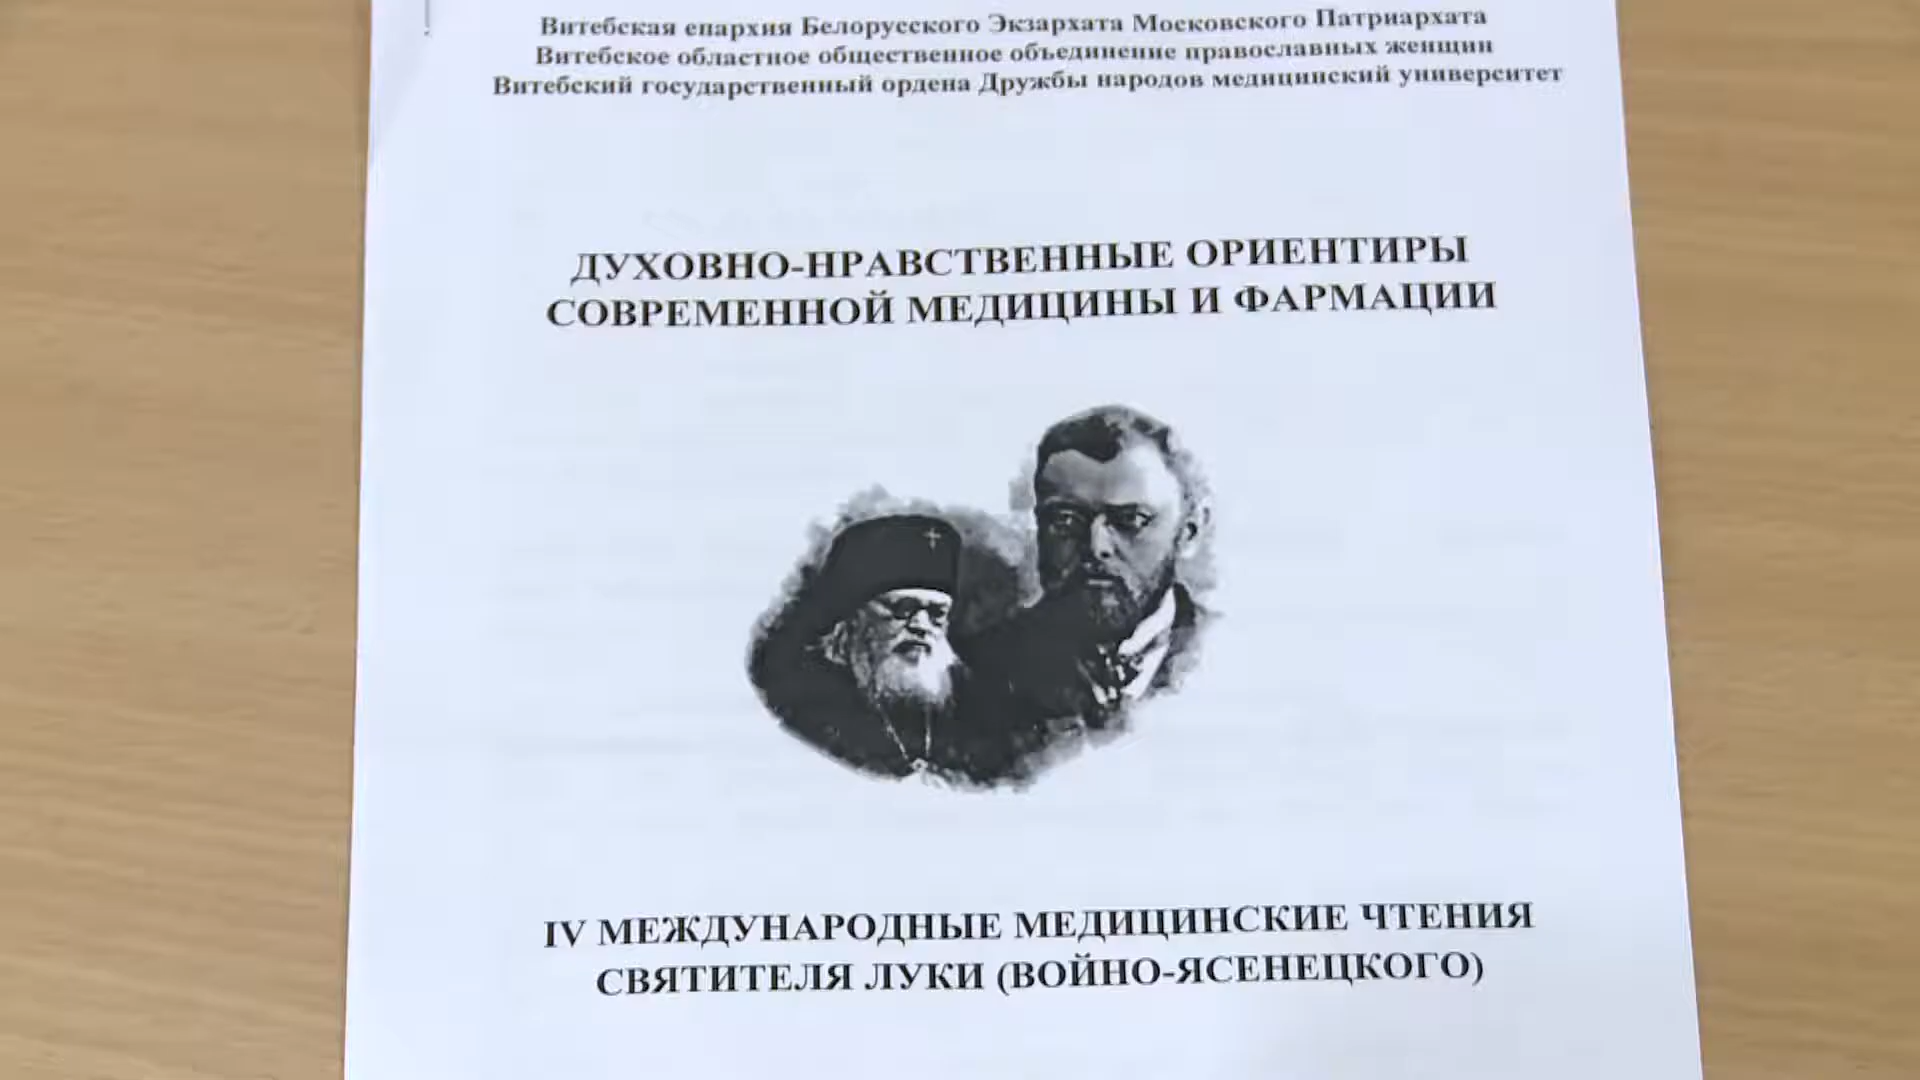 Витебская епархия Белорусского Экзархата Московского Патриархата
Витебское областное общественное объединение православных женщин
Витебский государственный ордена Дружбы народов медицинский университет
ДУХОВНО-НРАВСТВЕННЫЕ ОРИЕНТИРЫ
СОВРЕМЕННОЙ МЕДИЦИНЫ И ФАРМАЦИИ
IV МЕЖДУНАРОДНЫЕ МЕДИЦИНСКИЕ ЧТЕНИЯ
СВЯТИТЕЛЯ ЛУКИ (ВОЙНО-ЯСЕНЕЦКОГО)